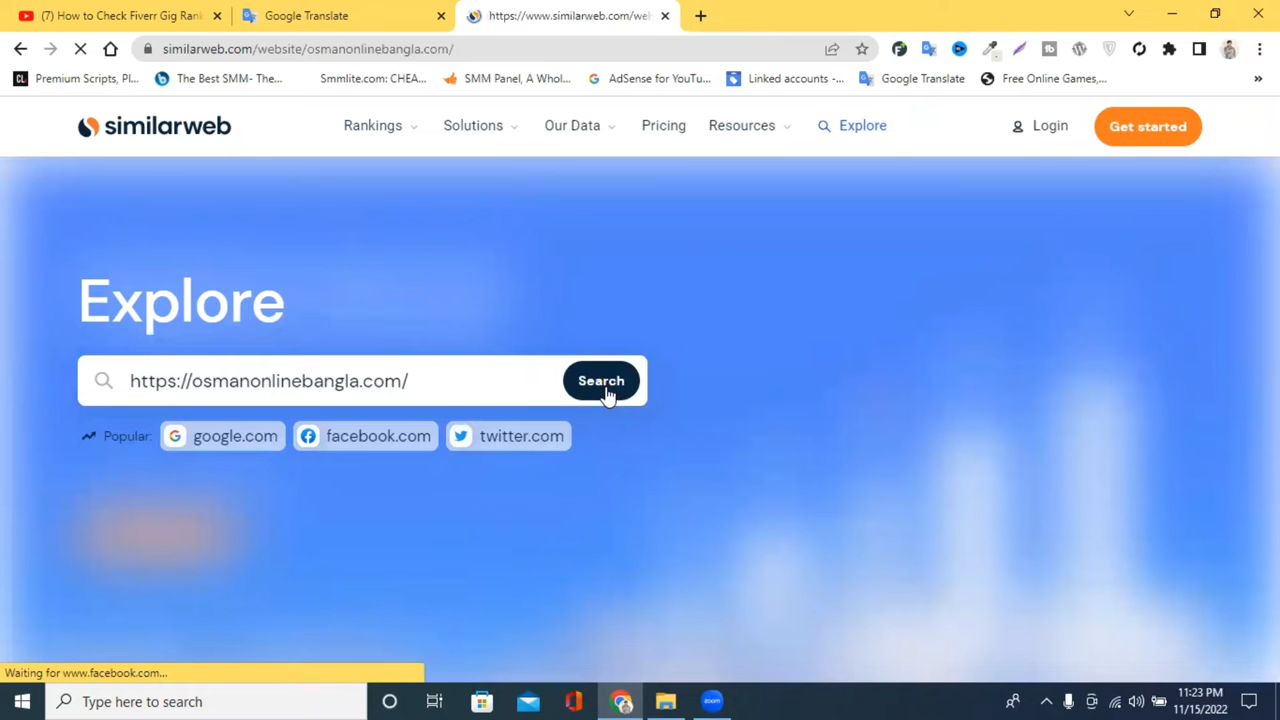 (7) How to Check Fiverr Gig Rank
Google Translate
https://www.similarweb.com/we
similarweb.com/website/osmanonlinebangla.com/
CL Premium Scripts, Pl...
The Best SMM- The...
Smmlite.com: CHEA...
SMM Panel, A Whol...
AdSense for YouTu...
Linked accounts -...
Google Translate
Free Online Games,...
»
similarweb
Rankings
Solutions
Our Data
Pricing
Resources
Explore
Login
Get started
Explore
https://osmanonlinebangla.com/
Search
Popular:
google.com
facebook.com
twitter.com
Waiting for www.facebook.com...
Type here to search
zoom
11:23 PM
11/15/2022